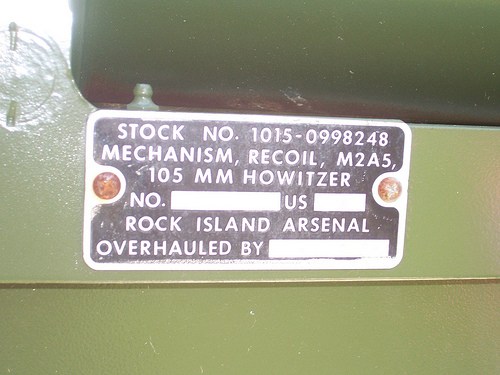 STOCK NO. 1015-0998248
MECHANISM, RECOIL, M2A5,
105 MM HOWITZER
NO. US
ROCK ISLAND ARSENAL
OVERHAULED BY